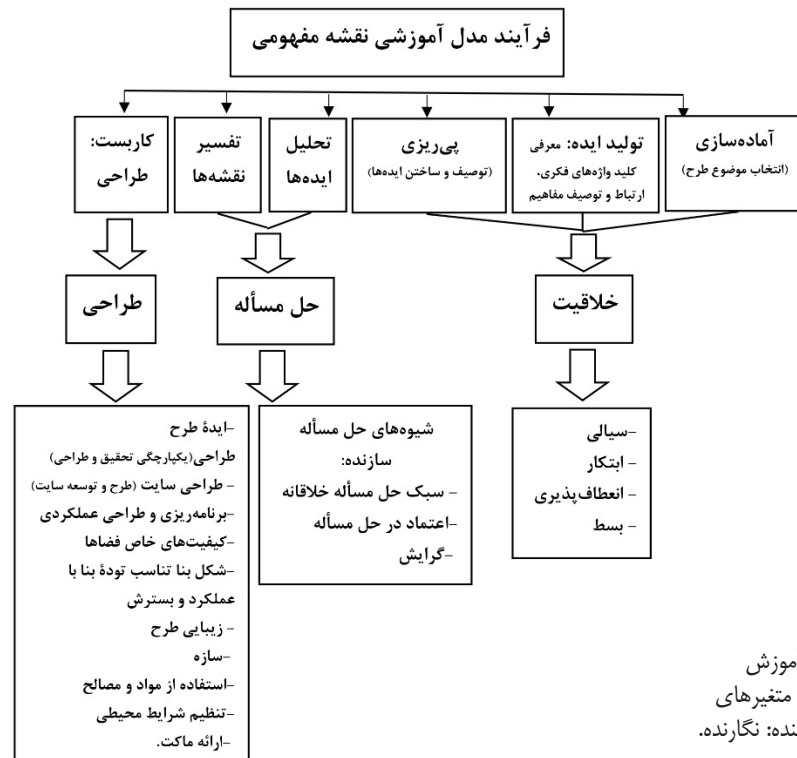 فرآیند مدل آموزشی نقشه مفهومی
آماده‌سازی
(انتخاب موضوع طرح)
تولید ایده: معرفی
کلید واژه‌های فکری،
ارتباط و توصیف مفاهیم
پی‌ریزی
(توصیف و ساختن ایده‌ها)
تحلیل
ایده‌ها
تفسیر
نقشه‌ها
کاربست:
طراحی
خلاقیت
حل مسأله
طراحی
-سیالی
- ابتکار
- انعطاف‌پذیری
- بسط
شیوه‌های حل مسأله
سازنده:
- سبک حل مسأله خلاقانه
-اعتماد در حل مسأله
-گرایش
-ایدهٔ طرح
طراحی(یکپارچگی تحقیق و طراحی)
- طراحی سایت (طرح و توسعه سایت)
-برنامه‌ریزی و طراحی عملکردی
-کیفیت‌های خاص فضاها
-شکل بنا تناسب تودهٔ بنا با
عملکرد و بسترش
- زیبایی طرح
-سازه
-استفاده از مواد و مصالح
-تنظیم شرایط محیطی
-ارائه ماکت.
موزش
متغیرهای
نده: نگارنده.